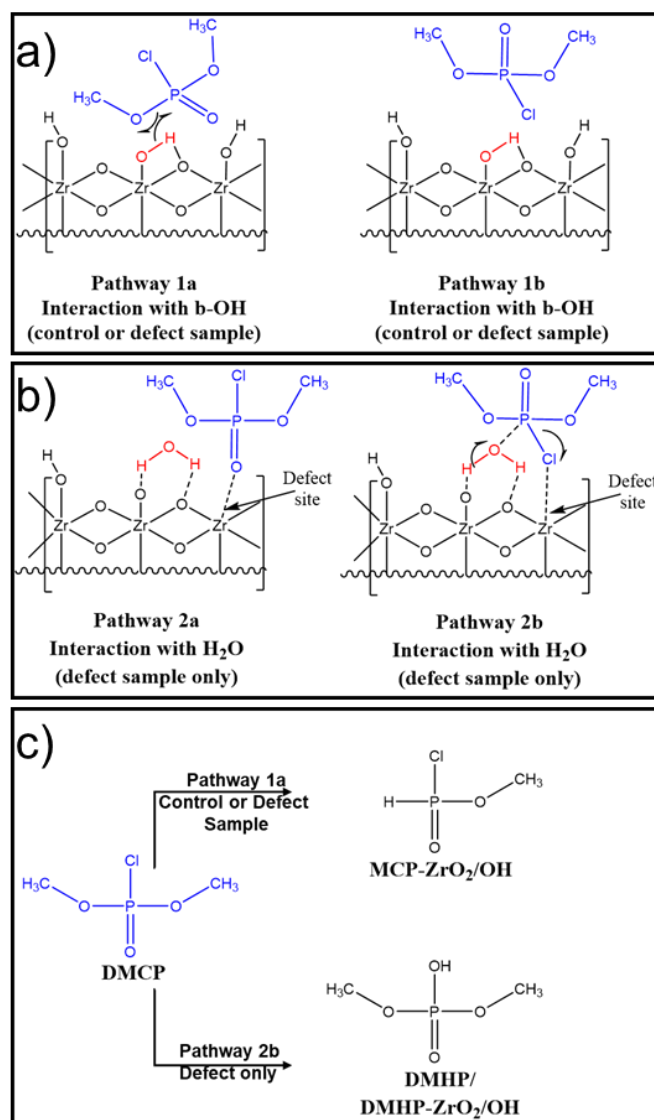 a)
Cl
CH₃
O
H₃C
P
O
O
H
O
H
O
H
O
O
O
Zr
Zr
Zr
O
O
Pathway 1a
Interaction with b-OH
(control or defect sample)
O
H₃C
CH₃
O
P
O
Cl
H
O
H
O
H
O
O
O
Zr
Zr
Zr
O
O
Pathway 1b
Interaction with b-OH
(control or defect sample)
b)
Cl
H₃C
CH₃
O
P
O
O
O
H
H
H
O
O
O
O
Zr
Zr
Zr
O
O
Defect
site
Pathway 2a
Interaction with H₂O
(defect sample only)
O
H₃C
CH₃
O
P
O
O
Cl
H
H
H
O
O
O
O
Zr
Zr
Zr
O
O
Defect
site
Pathway 2b
Interaction with H₂O
(defect sample only)
c)
Pathway 1a
Control or Defect
Sample
Cl
CH₃
H
P
O
O
MCP-ZrO₂/OH
Cl
H₃C
CH₃
O
P
O
O
DMCP
Pathway 2b
Defect only
OH
H₃C
CH₃
O
P
O
O
DMHP/
DMHP-ZrO₂/OH